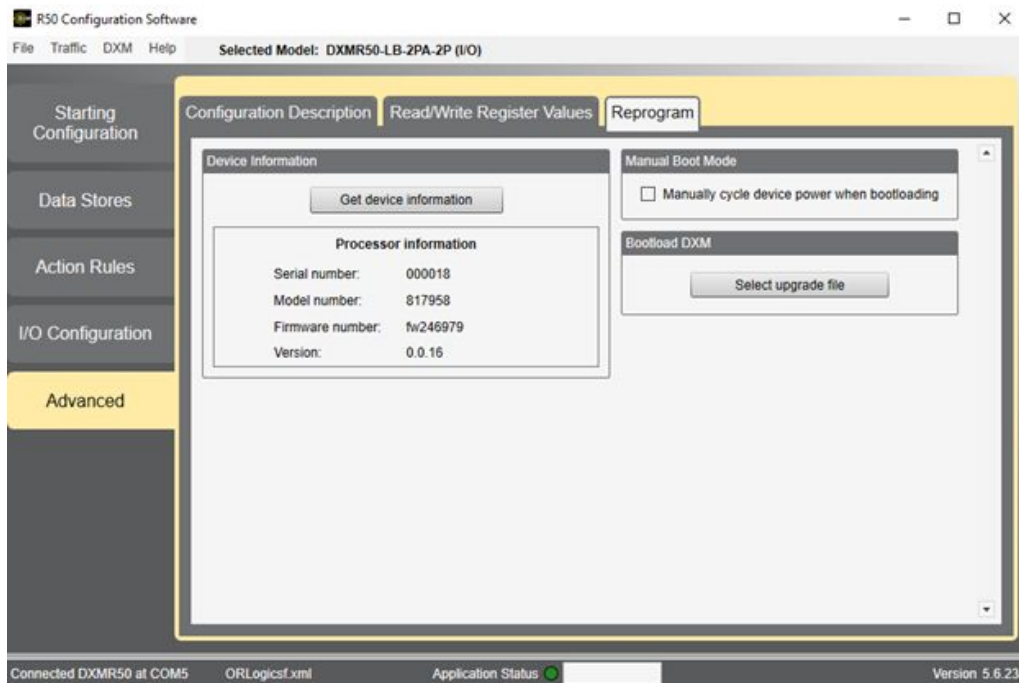 R50 Configuration Software
File Traffic DXM Help Selected Model: DXMR50-LB-2PA-2P (I/O)
Starting
Configuration
Data Stores
Action Rules
I/O Configuration
Advanced
Configuration Description Read/Write Register Values Reprogram
Device Information
Get device information
Processor information
Serial number: 000018
Model number: 817958
Firmware number: fw246979
Version: 0.0.16
Manual Boot Mode
Manually cycle device power when bootloading
Bootload DXM
Select upgrade file
Connected DXMR50 at COM5 ORLogicsf.xml Application Status Version 5.6.23